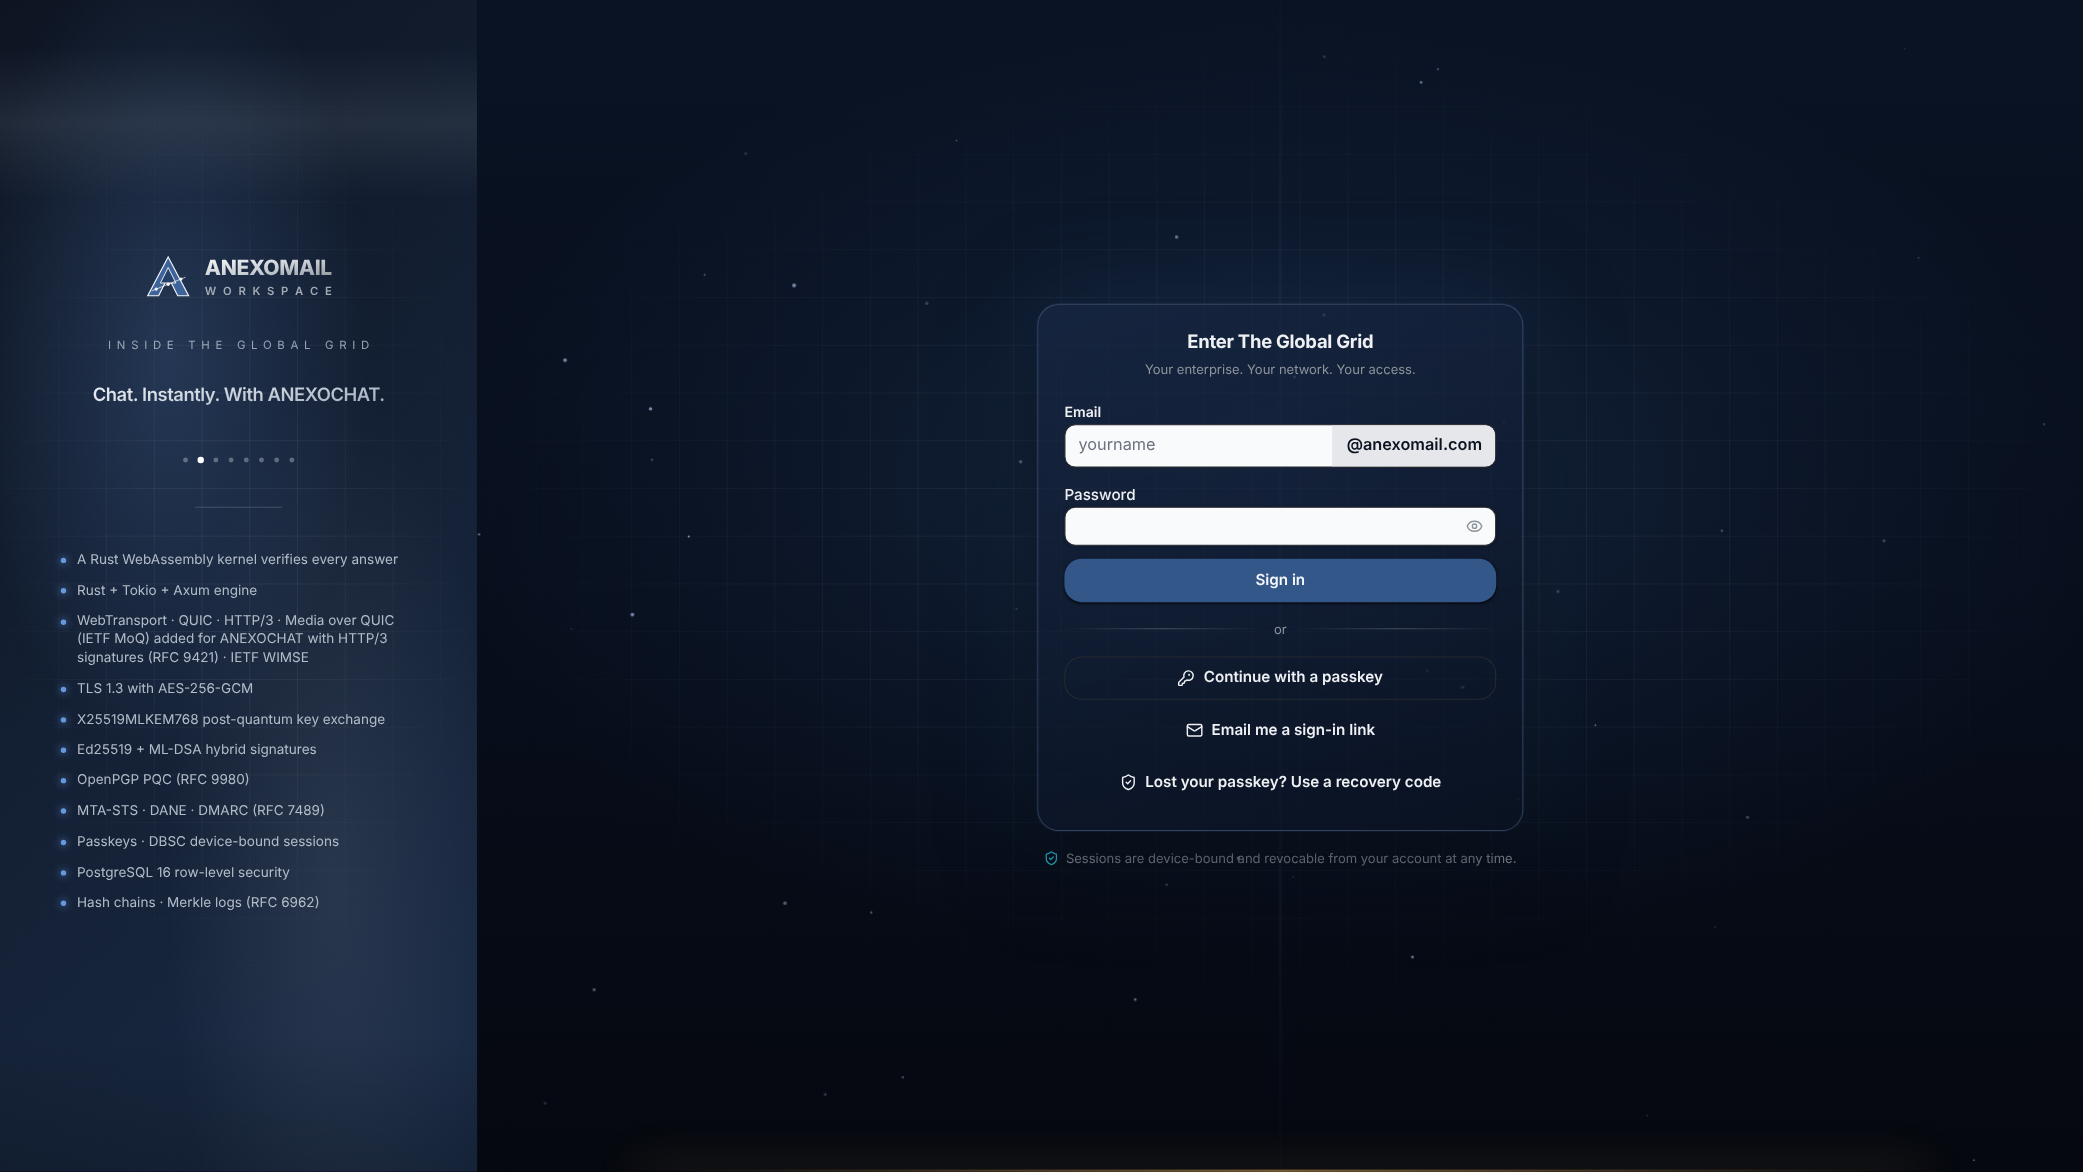 ANEXOMAIL
WORKSPACE
INSIDE THE GLOBAL GRID
Chat. Instantly. With ANEXOCHAT.
A Rust WebAssembly kernel verifies every answer
Rust + Tokio + Axum engine
WebTransport · QUIC · HTTP/3 · Media over QUIC
(IETF MoQ) added for ANEXOCHAT with HTTP/3
signatures (RFC 9421) · IETF WIMSE
TLS 1.3 with AES-256-GCM
X25519MLKEM768 post-quantum key exchange
Ed25519 + ML-DSA hybrid signatures
OpenPGP PQC (RFC 9980)
MTA-STS · DANE · DMARC (RFC 7489)
Passkeys · DBSC device-bound sessions
PostgreSQL 16 row-level security
Hash chains · Merkle logs (RFC 6962)
Enter The Global Grid
Your enterprise. Your network. Your access.
Email
yourname @anexomail.com
Password
Sign in
or
Continue with a passkey
Email me a sign-in link
Lost your passkey? Use a recovery code
Sessions are device-bound and revocable from your account at any time.